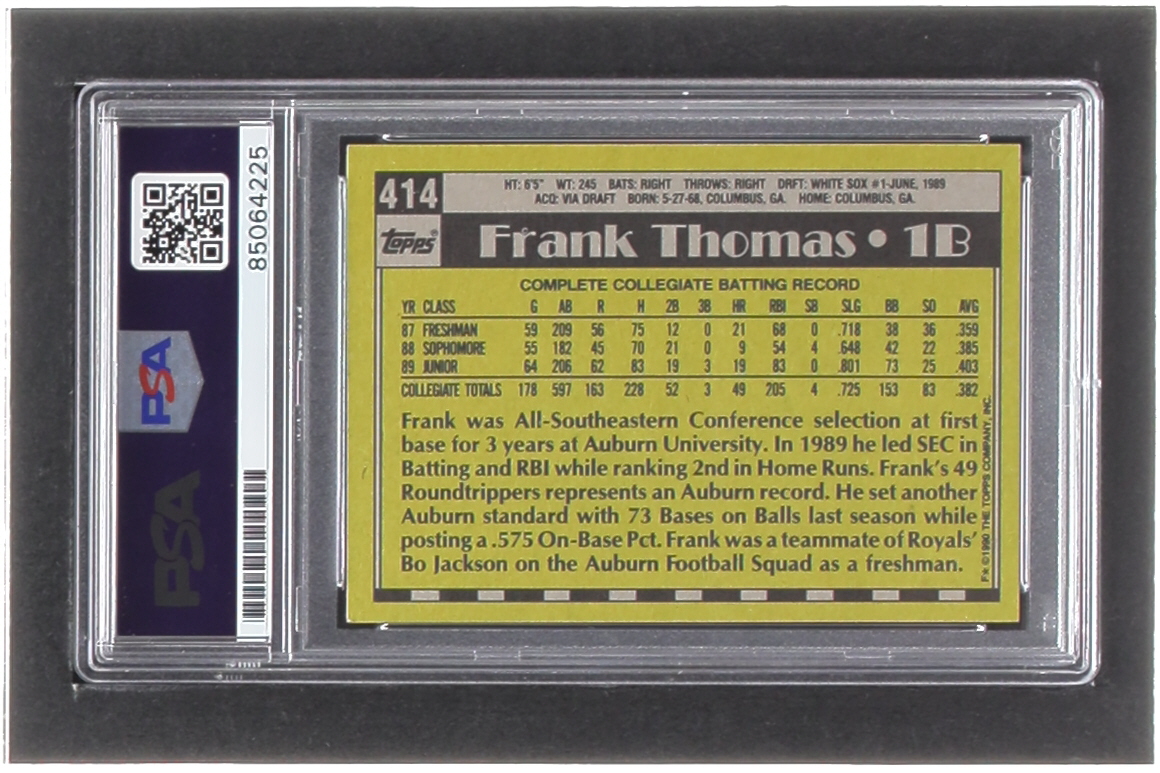 85064225
PSA
PSA
414
HT: 6'5" WT: 245 BATS: RIGHT THROWS: RIGHT DRFT: WHITE SOX #1-JUNE, 1989
ACQ: VIA DRAFT BORN: 5-27-68, COLUMBUS, GA. HOME: COLUMBUS, GA.
Topps® Frank Thomas • 1B
COMPLETE COLLEGIATE BATTING RECORD
YR CLASS G AB R H 2B 3B HR RBI SB SLG BB SO AVG
87 FRESHMAN 59 209 56 75 12 0 21 68 0 .718 38 36 .359
88 SOPHOMORE 55 182 45 70 21 0 9 54 4 .648 42 22 .385
89 JUNIOR 64 206 62 83 19 3 19 83 0 .801 73 25 .403
COLLEGIATE TOTALS 178 597 163 228 52 3 49 205 4 .725 153 83 .382
Frank was All-Southeastern Conference selection at first
base for 3 years at Auburn University. In 1989 he led SEC in
Batting and RBI while ranking 2nd in Home Runs. Frank's 49
Roundtrippers represents an Auburn record. He set another
Auburn standard with 73 Bases on Balls last season while
posting a .575 On-Base Pct. Frank was a teammate of Royals'
Bo Jackson on the Auburn Football Squad as a freshman.
F* ©1990 THE TOPPS COMPANY, INC.